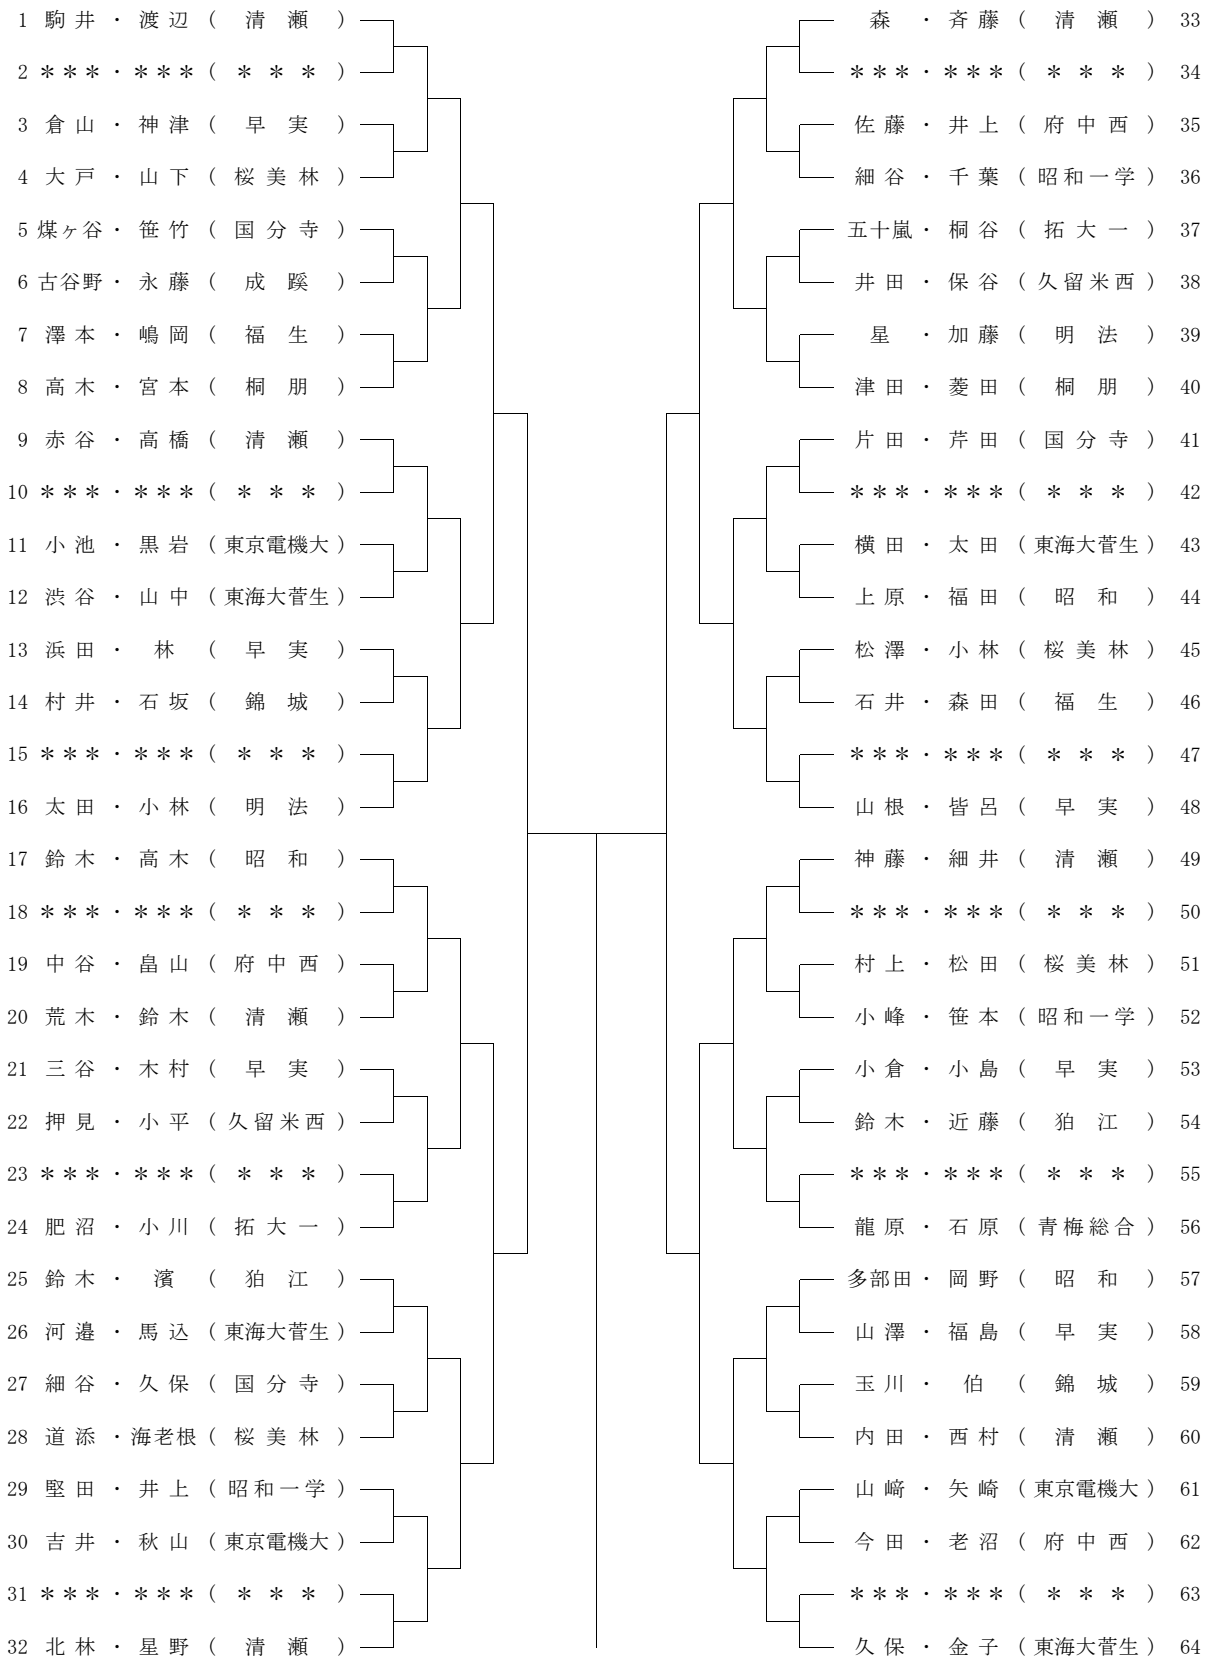 1 駒井・渡辺(清瀬)
2 ***・***(***)
3 倉山・神津(早実)
4 大戸・山下(桜美林)
5 煤ヶ谷・笹竹(国分寺)
6 古谷野・永藤(成蹊)
7 澤本・嶋岡(福生)
8 高木・宮本(桐朋)
9 赤谷・高橋(清瀬)
10 ***・***(***)
11 小池・黒岩(東京電機大)
12 渋谷・山中(東海大菅生)
13 浜田・林(早実)
14 村井・石坂(錦城)
15 ***・***(***)
16 太田・小林(明法)
17 鈴木・高木(昭和)
18 ***・***(***)
19 中谷・畠山(府中西)
20 荒木・鈴木(清瀬)
21 三谷・木村(早実)
22 押見・小平(久留米西)
23 ***・***(***)
24 肥沼・小川(拓大一)
25 鈴木・濱(狛江)
26 河邉・馬込(東海大菅生)
27 細谷・久保(国分寺)
28 道添・海老根(桜美林)
29 堅田・井上(昭和一学)
30 吉井・秋山(東京電機大)
31 ***・***(***)
32 北林・星野(清瀬)
森・斉藤(清瀬) 33
***・***(***) 34
佐藤・井上(府中西) 35
細谷・千葉(昭和一学) 36
五十嵐・桐谷(拓大一) 37
井田・保谷(久留米西) 38
星・加藤(明法) 39
津田・菱田(桐朋) 40
片田・芹田(国分寺) 41
***・***(***) 42
横田・太田(東海大菅生) 43
上原・福田(昭和) 44
松澤・小林(桜美林) 45
石井・森田(福生) 46
***・***(***) 47
山根・皆呂(早実) 48
神藤・細井(清瀬) 49
***・***(***) 50
村上・松田(桜美林) 51
小峰・笹本(昭和一学) 52
小倉・小島(早実) 53
鈴木・近藤(狛江) 54
***・***(***) 55
龍原・石原(青梅総合) 56
多部田・岡野(昭和) 57
山澤・福島(早実) 58
玉川・伯(錦城) 59
内田・西村(清瀬) 60
山﨑・矢崎(東京電機大) 61
今田・老沼(府中西) 62
***・***(***) 63
久保・金子(東海大菅生) 64